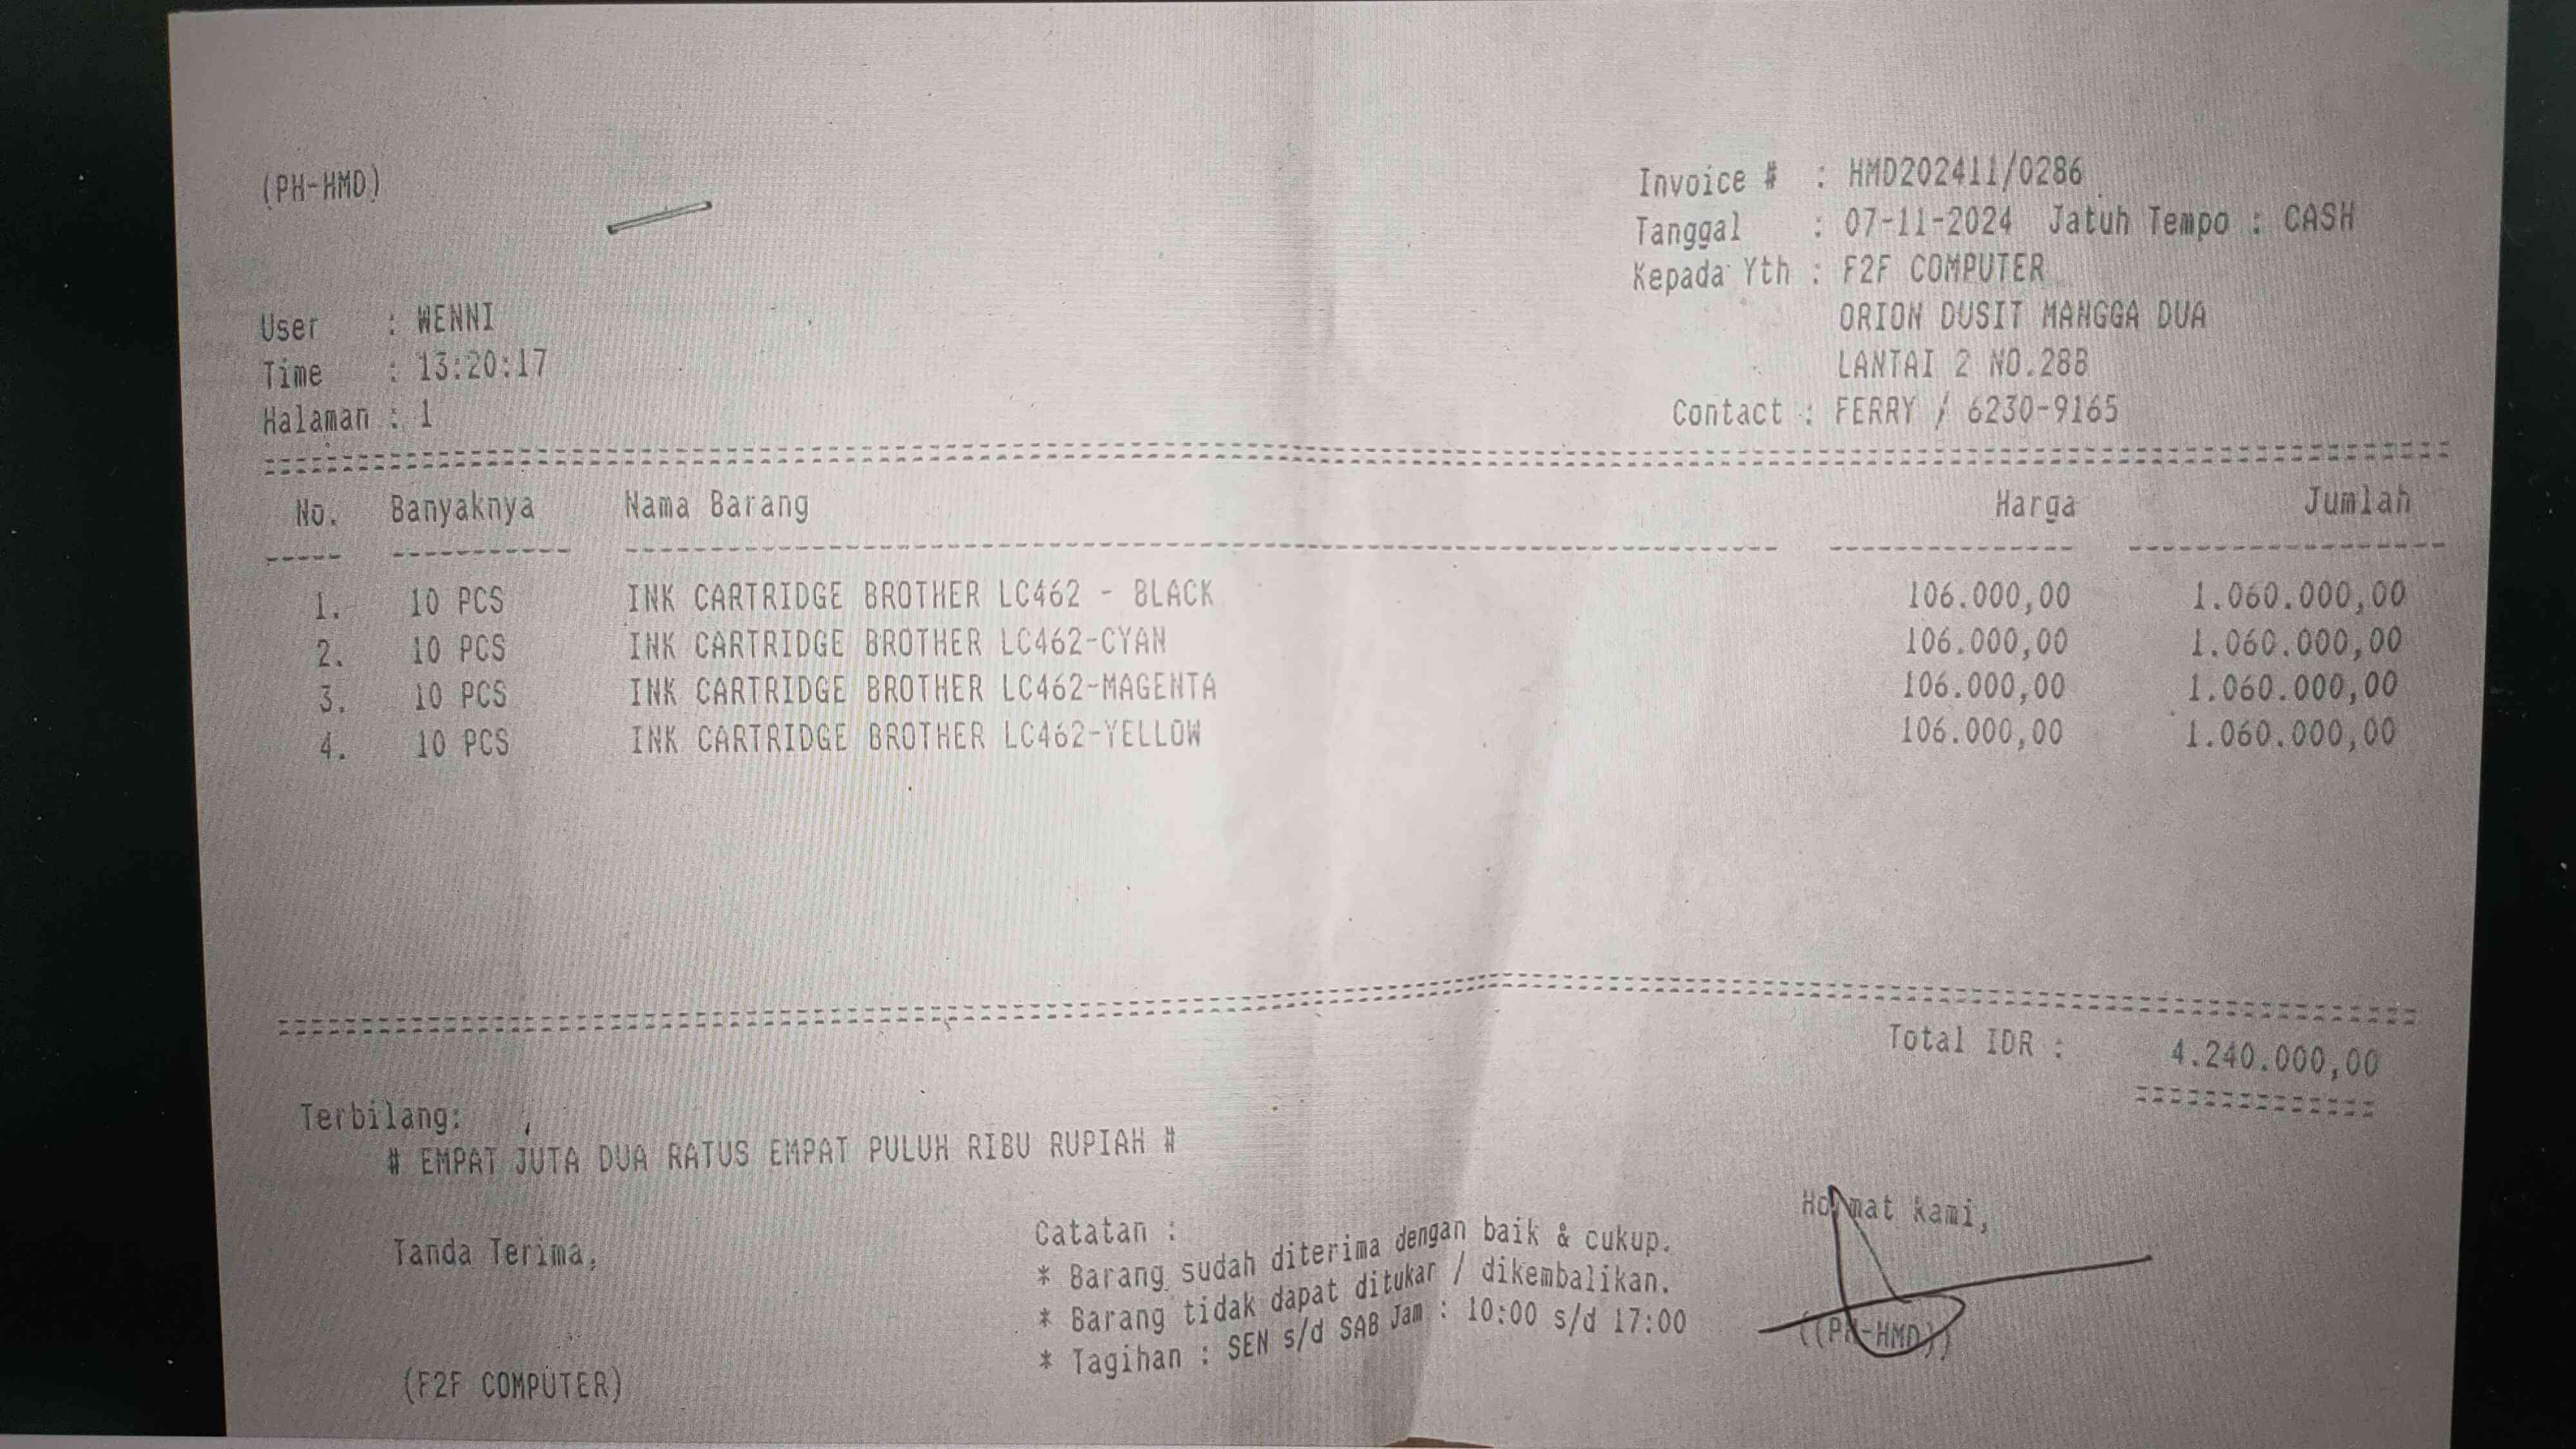 (PH-HMD)
Invoice # : HMD202411/0286
Tanggal : 07-11-2024 Jatuh Tempo : CASH
Kepada Yth : F2F COMPUTER
ORION DUSIT MANGGA DUA
LANTAI 2 NO.28B
Contact : FERRY / 6230-9165
User : WENNI
Time : 13:20:17
Halaman : 1
No. Banyaknya Nama Barang Harga Jumlah
1. 10 PCS INK CARTRIDGE BROTHER LC462 - BLACK 106.000,00 1.060.000,00
2. 10 PCS INK CARTRIDGE BROTHER LC462-CYAN 106.000,00 1.060.000,00
3. 10 PCS INK CARTRIDGE BROTHER LC462-MAGENTA 106.000,00 1.060.000,00
4. 10 PCS INK CARTRIDGE BROTHER LC462-YELLOW 106.000,00 1.060.000,00
Total IDR : 4.240.000,00
Terbilang:
# EMPAT JUTA DUA RATUS EMPAT PULUH RIBU RUPIAH #
Tanda Terima,
(F2F COMPUTER)
Catatan :
* Barang sudah diterima dengan baik & cukup.
* Barang tidak dapat ditukar / dikembalikan.
* Tagihan : SEN s/d SAB Jam : 10:00 s/d 17:00
Hormat kami,
((PH-HMD))